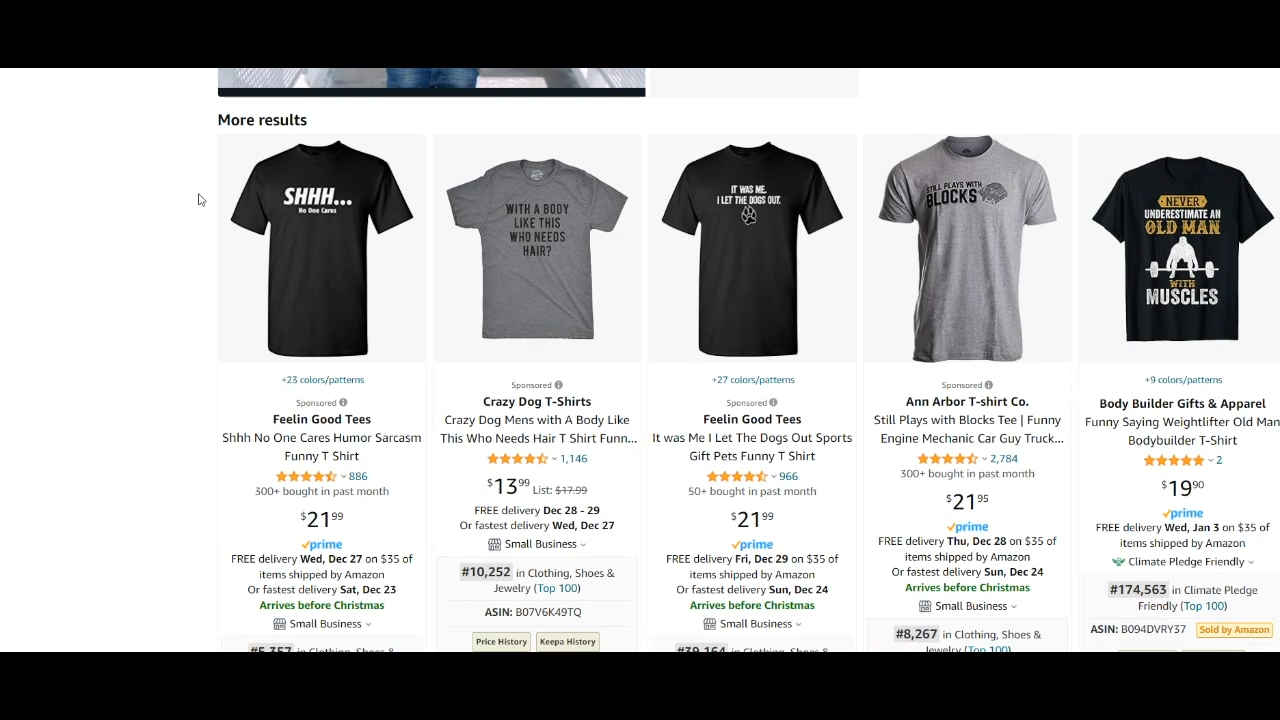 More results
SHHH...
No One Cares
+23 colors/patterns
Sponsored
Feelin Good Tees
Shhh No One Cares Humor Sarcasm
Funny T Shirt
886
300+ bought in past month
$21.99
prime
FREE delivery Wed, Dec 27 on $35 of
items shipped by Amazon
Or fastest delivery Sat, Dec 23
Arrives before Christmas
Small Business
#5,357 in Clothing, Shoes &
WITH A BODY
LIKE THIS
WHO NEEDS
HAIR?
Sponsored
Crazy Dog T-Shirts
Crazy Dog Mens with A Body Like
This Who Needs Hair T Shirt Funn...
1,146
$13.99 List: $17.99
FREE delivery Dec 28 - 29
Or fastest delivery Wed, Dec 27
Small Business
#10,252 in Clothing, Shoes &
Jewelry (Top 100)
ASIN: B07V6K49TQ
Price History Keepa History
IT WAS ME.
I LET THE DOGS OUT.
+27 colors/patterns
Sponsored
Feelin Good Tees
It was Me I Let The Dogs Out Sports
Gift Pets Funny T Shirt
966
50+ bought in past month
$21.99
prime
FREE delivery Fri, Dec 29 on $35 of
items shipped by Amazon
Or fastest delivery Sun, Dec 24
Arrives before Christmas
Small Business
#39,164 in Clothing, Shoes &
STILL PLAYS WITH
BLOCKS
Sponsored
Ann Arbor T-shirt Co.
Still Plays with Blocks Tee | Funny
Engine Mechanic Car Guy Truck...
2,784
300+ bought in past month
$21.95
prime
FREE delivery Thu, Dec 28 on $35 of
items shipped by Amazon
Or fastest delivery Sun, Dec 24
Arrives before Christmas
Small Business
#8,267 in Clothing, Shoes &
Jewelry (Top 100)
NEVER
UNDERESTIMATE AN
OLD MAN
WITH
MUSCLES
+9 colors/patterns
Body Builder Gifts & Apparel
Funny Saying Weightlifter Old Man
Bodybuilder T-Shirt
2
$19.90
prime
FREE delivery Wed, Jan 3 on $35 of
items shipped by Amazon
Climate Pledge Friendly
#174,563 in Climate Pledge
Friendly (Top 100)
ASIN: B094DVRY37 Sold by Amazon